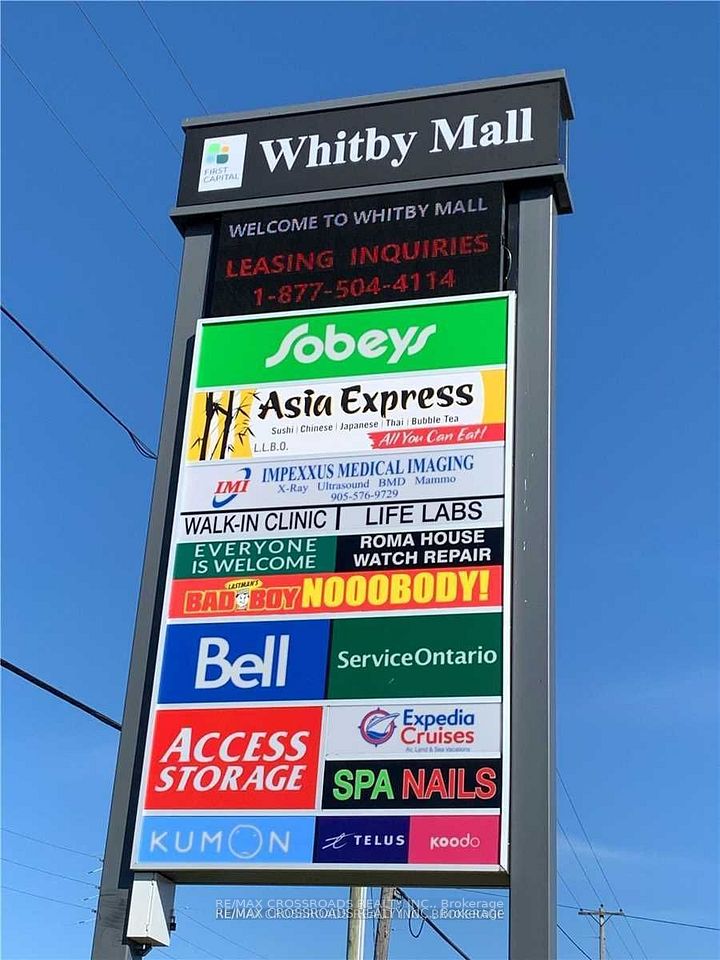 FIRST
CAPITAL
Whitby Mall
WELCOME TO WHITBY MALL
LEASING INQUIRIES
1-877-504-4114
Sobeys
Asia Express
Sushi | Chinese | Japanese | Thai | Bubble Tea
L.L.B.O.
All You Can Eat!
IMI
IMPEXXUS MEDICAL IMAGING
X-Ray Ultrasound BMD Mammo
905-576-9729
WALK-IN CLINIC
LIFE LABS
EVERYONE
IS WELCOME
ROMA HOUSE
WATCH REPAIR
LASTMAN'S
BAD BOY
NOOOBODY!
Bell
ServiceOntario
ACCESS
STORAGE
Expedia
Cruises
Air, Land & Sea Vacations
SPA NAILS
KUMON
TELUS
koodo
RE/MAX CROSSROADS REALTY INC., Brokerage
RE/MAX CROSSROADS REALTY INC., BROKERAGE